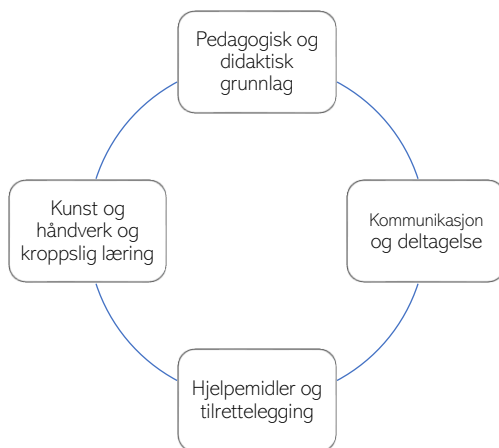 Pedagogisk og
didaktisk
grunnlag
Kunst og
håndverk og
kroppslig læring
Kommunikasjon
og deltagelse
Hjelpemidler og
tilrettelegging